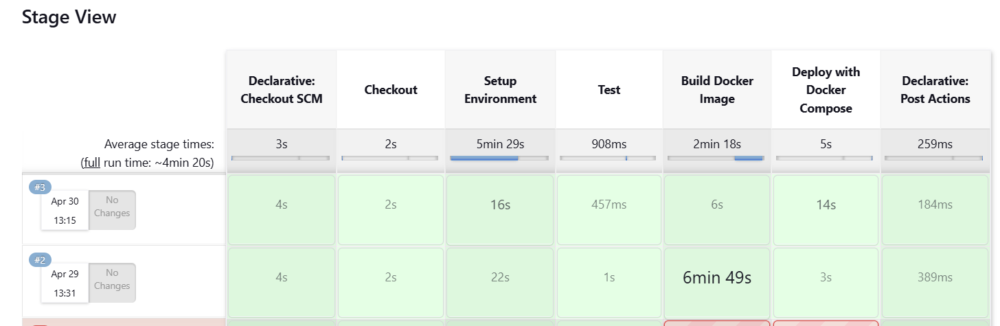 Stage View
Declarative:
Checkout SCM
Checkout
Setup
Environment
Test
Build Docker
Image
Deploy with
Docker
Compose
Declarative:
Post Actions
Average stage times:
(full run time: ~4min 20s)
3s
2s
5min 29s
908ms
2min 18s
5s
259ms
#3
Apr 30
13:15
No
Changes
4s
2s
16s
457ms
6s
14s
184ms
#2
Apr 29
13:31
No
Changes
4s
2s
22s
1s
6min 49s
3s
389ms